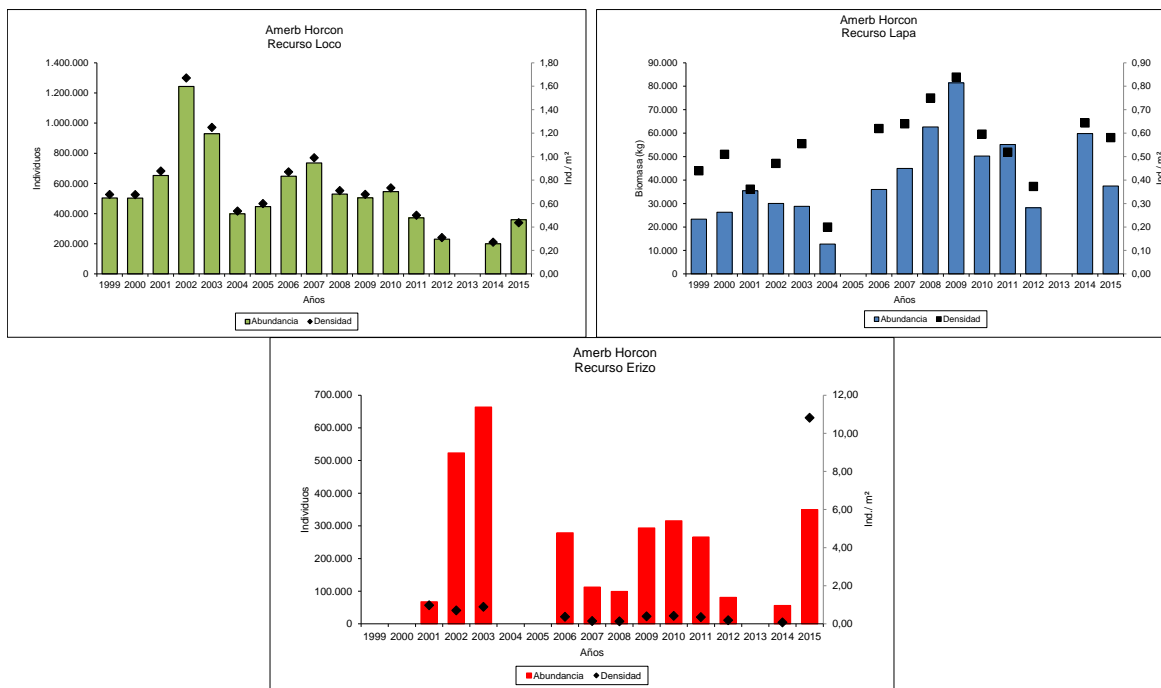 Amerb Horcon
Recurso Loco
1.400.000
1.200.000
1.000.000
800.000
600.000
400.000
200.000
0
Individuos
1,80
1,60
1,40
1,20
1,00
0,80
0,60
0,40
0,20
0,00
Ind./ m²
1999 2000 2001 2002 2003 2004 2005 2006 2007 2008 2009 2010 2011 2012 2013 2014 2015
Años
Abundancia Densidad
Amerb Horcon
Recurso Lapa
90.000
80.000
70.000
60.000
50.000
40.000
30.000
20.000
10.000
0
Biomasa (kg)
0,90
0,80
0,70
0,60
0,50
0,40
0,30
0,20
0,10
0,00
Ind./ m²
1999 2000 2001 2002 2003 2004 2005 2006 2007 2008 2009 2010 2011 2012 2013 2014 2015
Años
Abundancia Densidad
Amerb Horcon
Recurso Erizo
700.000
600.000
500.000
400.000
300.000
200.000
100.000
0
Individuos
12,00
10,00
8,00
6,00
4,00
2,00
0,00
Ind./ m²
1999 2000 2001 2002 2003 2004 2005 2006 2007 2008 2009 2010 2011 2012 2013 2014 2015
Años
Abundancia Densidad